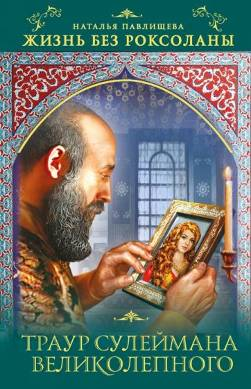 НАТАЛЬЯ ПАВЛИЩЕВА
ЖИЗНЬ БЕЗ РОКСОЛАНЫ
ТРАУР СУЛЕЙМАНА
ВЕЛИКОЛЕПНОГО